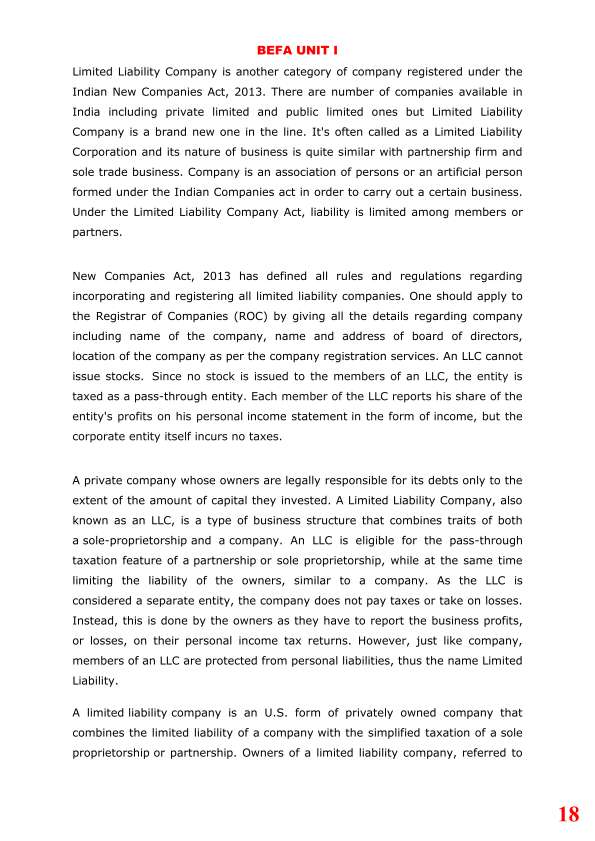 BEFA UNIT I
Limited Liability Company is another category of company registered under the
Indian New Companies Act, 2013. There are number of companies available in
India including private limited and public limited ones but Limited Liability
Company is a brand new one in the line. It's often called as a Limited Liability
Corporation and its nature of business is quite similar with partnership firm and
sole trade business. Company is an association of persons or an artificial person
formed under the Indian Companies act in order to carry out a certain business.
Under the Limited Liability Company Act, liability is limited among members or
partners.
New Companies Act, 2013 has defined all rules and regulations regarding
incorporating and registering all limited liability companies. One should apply to
the Registrar of Companies (ROC) by giving all the details regarding company
including name of the company, name and address of board of directors,
location of the company as per the company registration services. An LLC cannot
issue stocks. Since no stock is issued to the members of an LLC, the entity is
taxed as a pass-through entity. Each member of the LLC reports his share of the
entity's profits on his personal income statement in the form of income, but the
corporate entity itself incurs no taxes.
A private company whose owners are legally responsible for its debts only to the
extent of the amount of capital they invested. A Limited Liability Company, also
known as an LLC, is a type of business structure that combines traits of both
a sole-proprietorship and a company. An LLC is eligible for the pass-through
taxation feature of a partnership or sole proprietorship, while at the same time
limiting the liability of the owners, similar to a company. As the LLC is
considered a separate entity, the company does not pay taxes or take on losses.
Instead, this is done by the owners as they have to report the business profits,
or losses, on their personal income tax returns. However, just like company,
members of an LLC are protected from personal liabilities, thus the name Limited
Liability.
A limited liability company is an U.S. form of privately owned company that
combines the limited liability of a company with the simplified taxation of a sole
proprietorship or partnership. Owners of a limited liability company, referred to
18